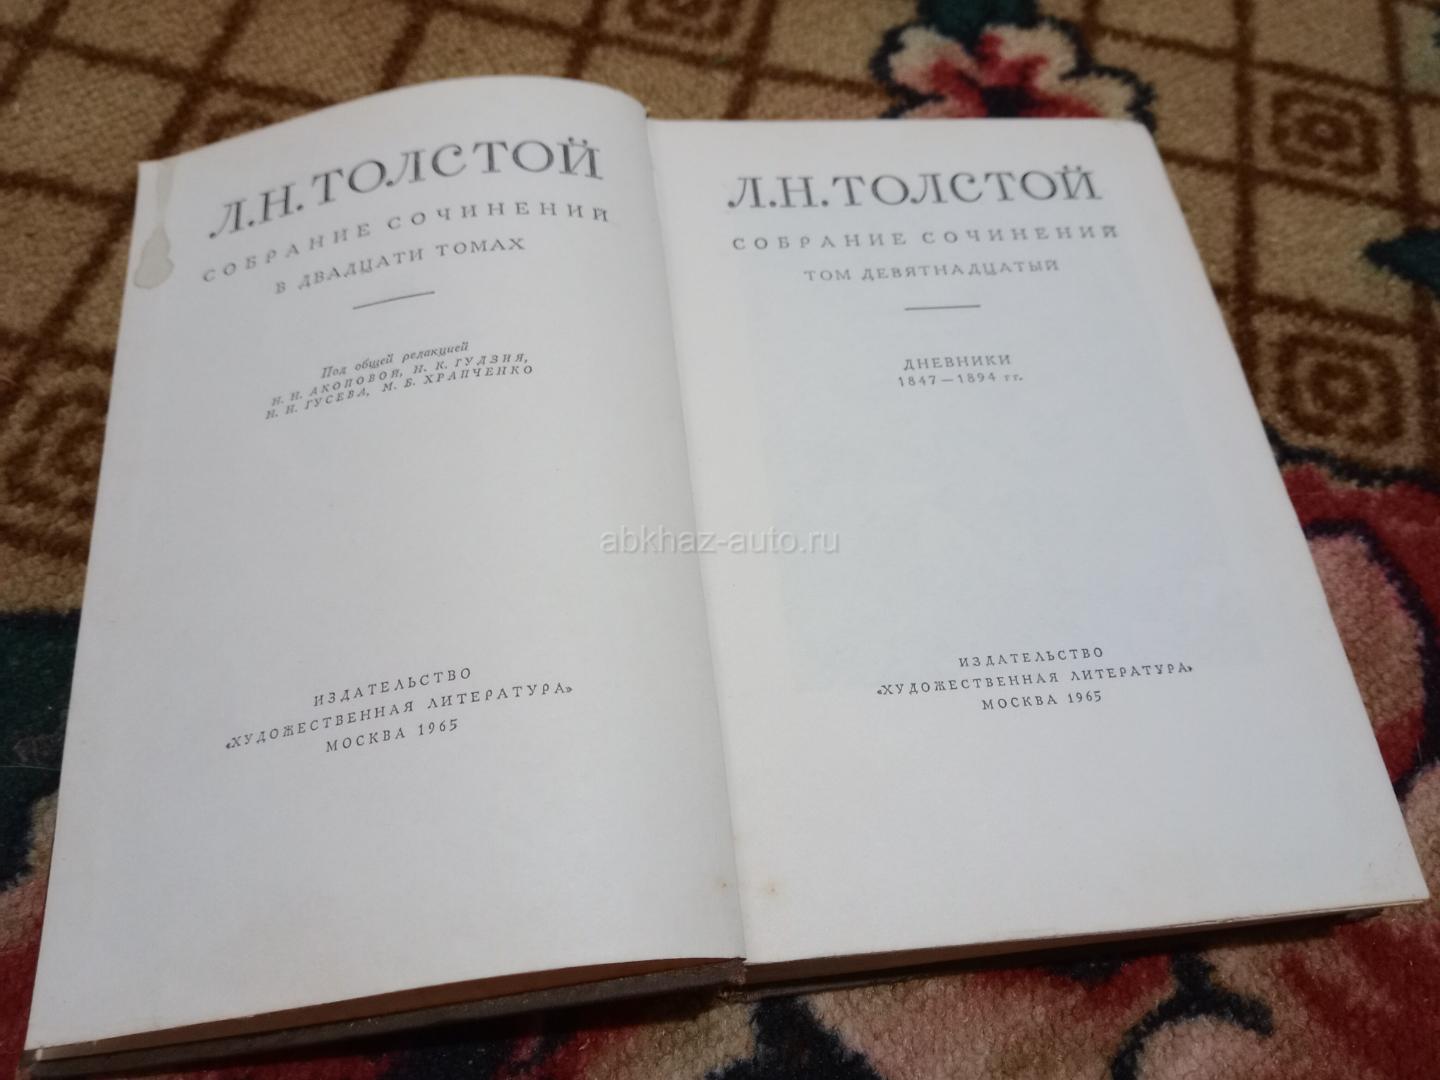 Л.Н.ТОЛСТОЙ
СОБРАНИЕ СОЧИНЕНИЙ
В ДВАДЦАТИ ТОМАХ
Под общей редакцией
Н. Н. АКОПОВОЙ, Н. К. ГУДЗИЯ,
Н. Н. ГУСЕВА, М. Б. ХРАПЧЕНКО
ИЗДАТЕЛЬСТВО
«ХУДОЖЕСТВЕННАЯ ЛИТЕРАТУРА»
МОСКВА 1965
Л.Н.ТОЛСТОЙ
СОБРАНИЕ СОЧИНЕНИЙ
ТОМ ДЕВЯТНАДЦАТЫЙ
ДНЕВНИКИ
1847—1894 гг.
ИЗДАТЕЛЬСТВО
«ХУДОЖЕСТВЕННАЯ ЛИТЕРАТУРА»
МОСКВА 1965
abkhaz-auto.ru